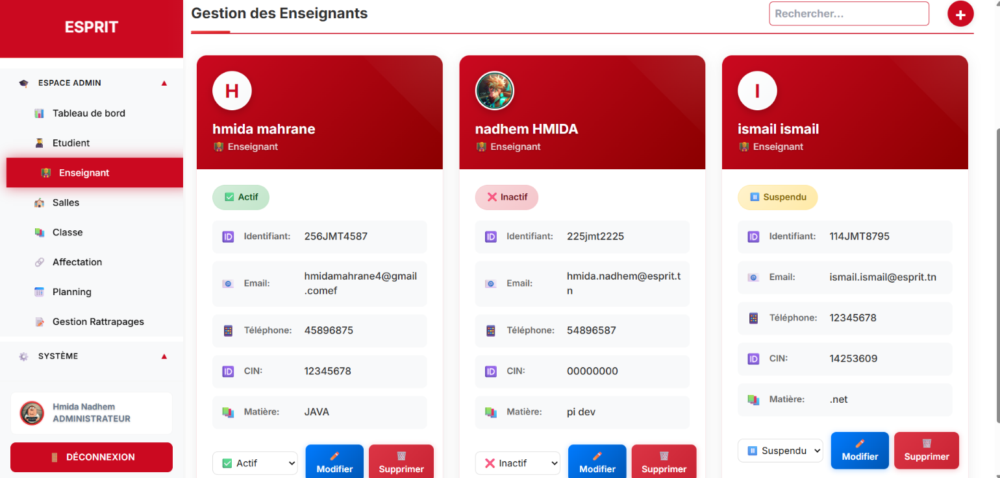 ESPRIT
ESPACE ADMIN
Tableau de bord
Etudient
Enseignant
Salles
Classe
Affectation
Planning
Gestion Rattrapages
SYSTÈME
Hmida Nadhem
ADMINISTRATEUR
DÉCONNEXION
Gestion des Enseignants
Rechercher...
+
H
hmida mahrane
Enseignant
Actif
Identifiant: 256JMT4587
Email: hmidamahrane4@gmail
.comef
Téléphone: 45896875
CIN: 12345678
Matière: JAVA
Actif
Modifier
Supprimer
nadhem HMIDA
Enseignant
Inactif
Identifiant: 225jmt2225
Email: hmida.nadhem@esprit.t
n
Téléphone: 54896587
CIN: 00000000
Matière: pi dev
Inactif
Modifier
Supprimer
I
ismail ismail
Enseignant
Suspendu
Identifiant: 114JMT8795
Email: ismail.ismail@esprit.tn
Téléphone: 12345678
CIN: 14253609
Matière: .net
Suspendu
Modifier
Supprimer